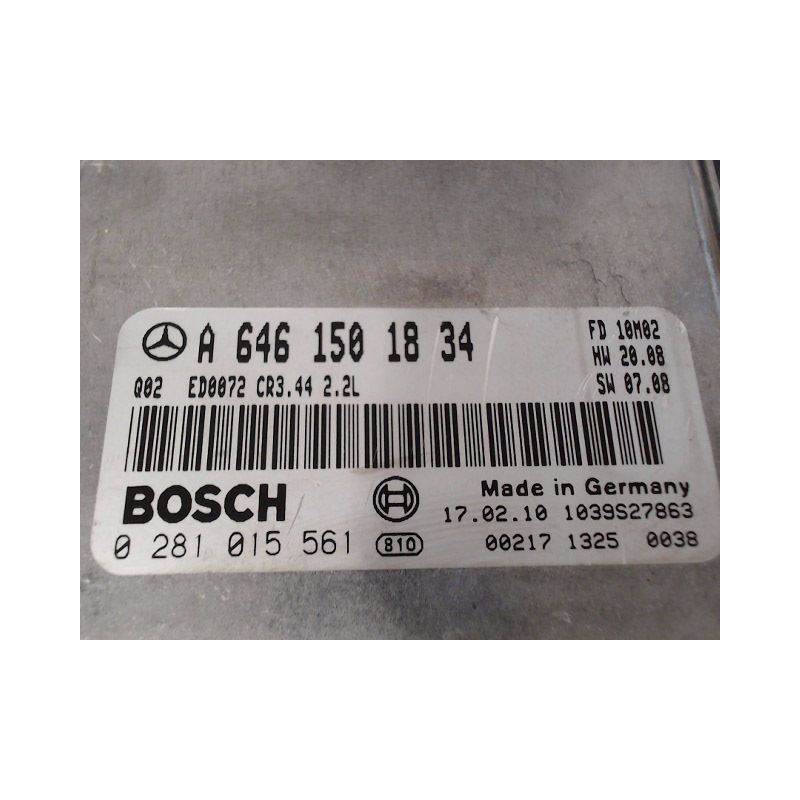 A 646 150 18 34 FD 10M02
HW 20.08
Q02 ED0072 CR3.44 2.2L SW 07.08
BOSCH Made in Germany
17.02.10 1039S27863
0 281 015 561 810 00217 1325 0038